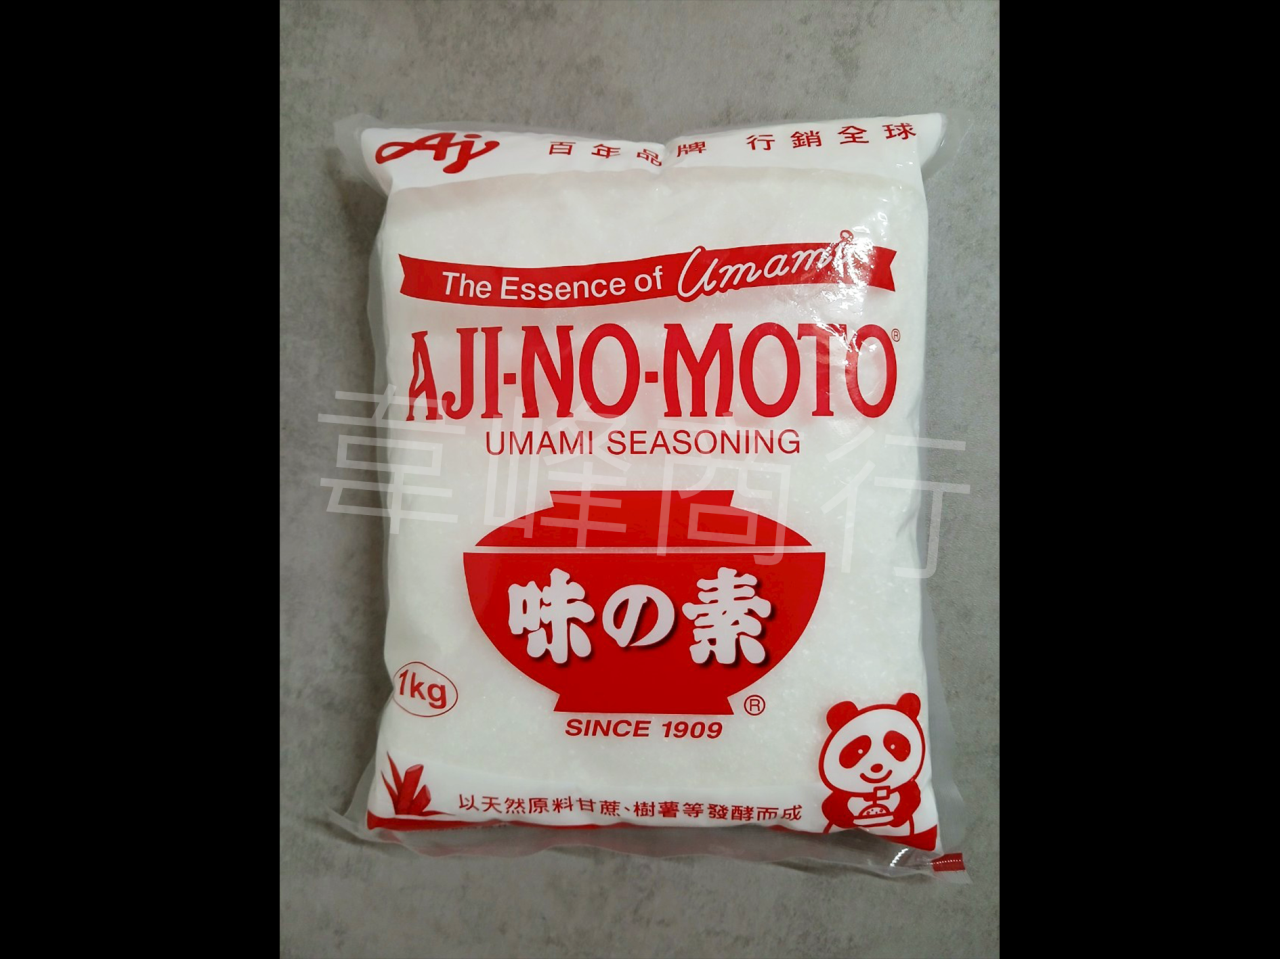 Aj
百年品牌 行銷全球
The Essence of Umami
AJI-NO-MOTO®
UMAMI SEASONING
韋峰商行
味の素
®
1kg
SINCE 1909
以天然原料甘蔗、樹薯等發酵而成